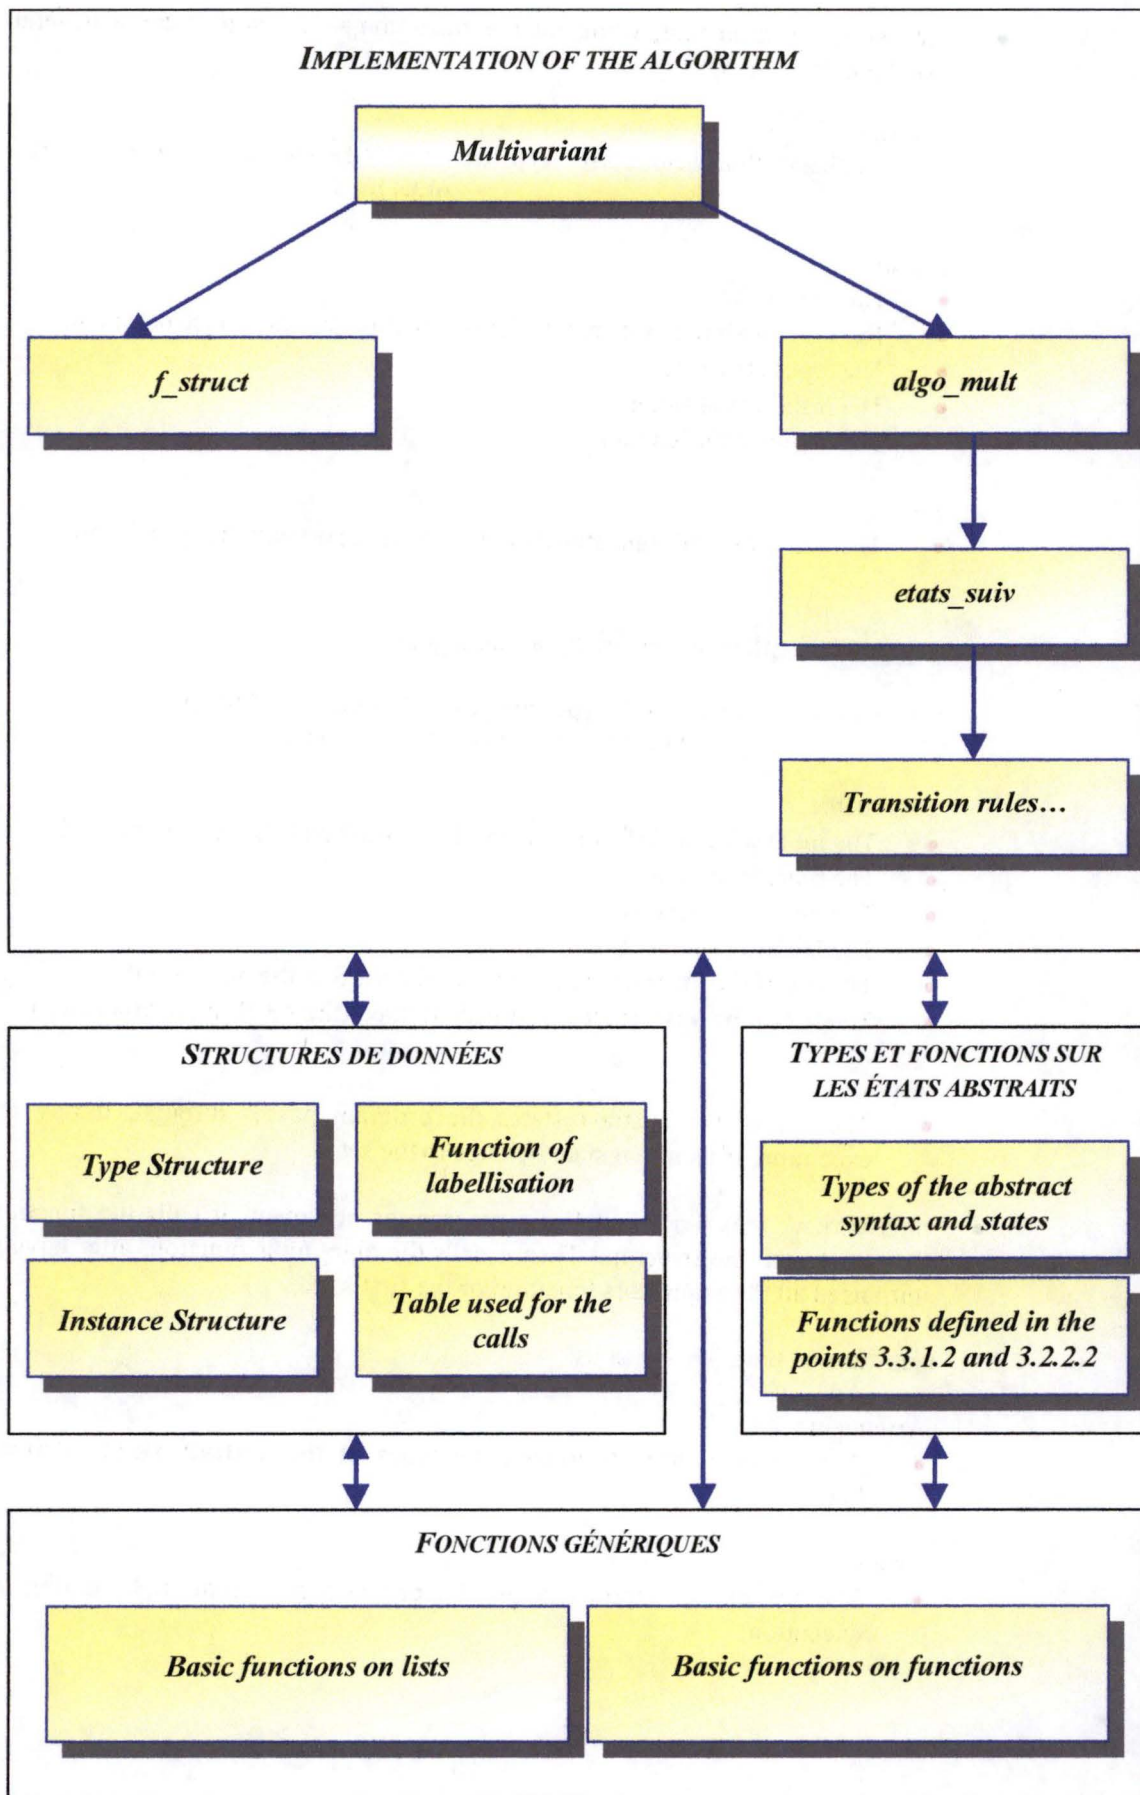 IMPLEMENTATION OF THE ALGORITHM
Multivariant
f_struct
algo_mult
etats_suiv
Transition rules…
STRUCTURES DE DONNÉES
Type Structure
Function of
labellisation
Instance Structure
Table used for the
calls
TYPES ET FONCTIONS SUR
LES ÉTATS ABSTRAITS
Types of the abstract
syntax and states
Functions defined in the
points 3.3.1.2 and 3.2.2.2
FONCTIONS GÉNÉRIQUES
Basic functions on lists
Basic functions on functions